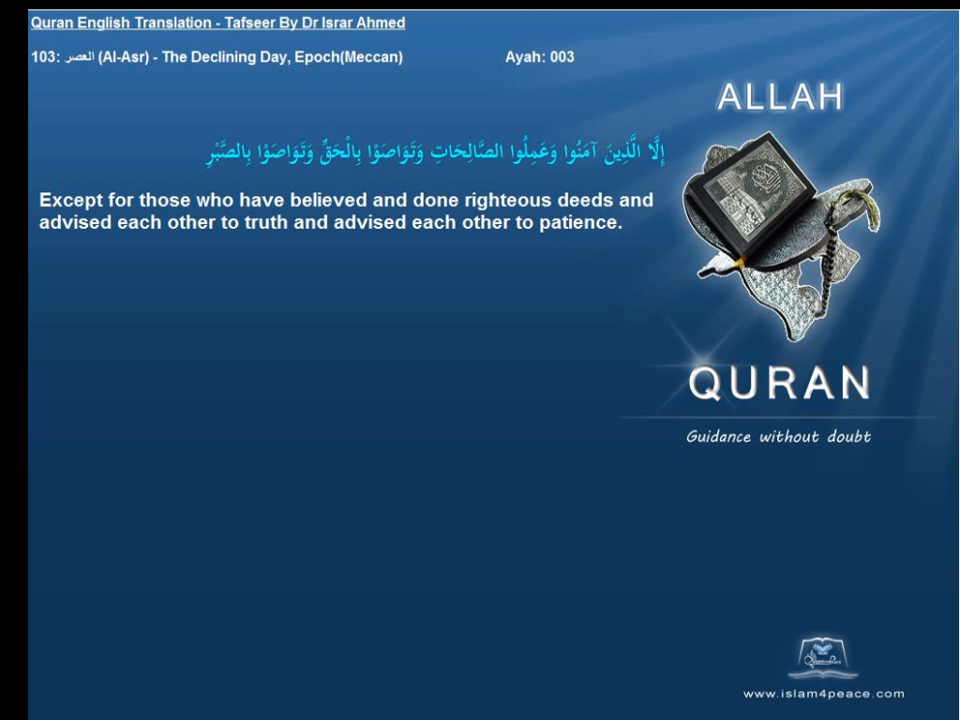 Quran English Translation - Tafseer By Dr Israr Ahmed
103: العصر (Al-Asr) - The Declining Day, Epoch(Meccan) Ayah: 003
ALLAH
إِلَّا الَّذِينَ آمَنُوا وَعَمِلُوا الصَّالِحَاتِ وَتَوَاصَوْا بِالْحَقِّ وَتَوَاصَوْا بِالصَّبْرِ
Except for those who have believed and done righteous deeds and
advised each other to truth and advised each other to patience.
QURAN
Guidance without doubt
www.islam4peace.com